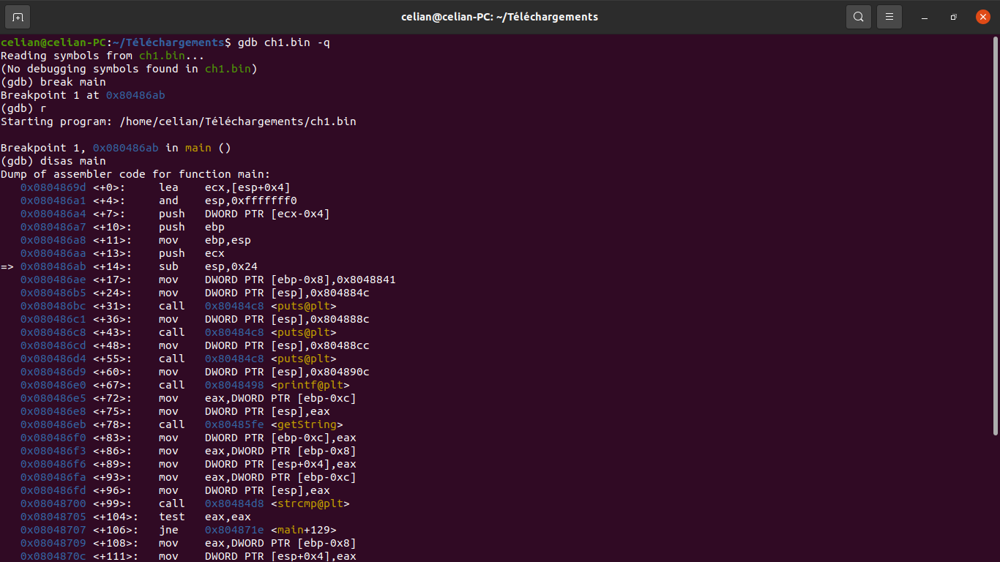 celian@celian-PC: ~/Téléchargements
celian@celian-PC:~/Téléchargements$ gdb ch1.bin -q
Reading symbols from ch1.bin...
(No debugging symbols found in ch1.bin)
(gdb) break main
Breakpoint 1 at 0x80486ab
(gdb) r
Starting program: /home/celian/Téléchargements/ch1.bin
Breakpoint 1, 0x080486ab in main ()
(gdb) disas main
Dump of assembler code for function main:
   0x0804869d <+0>:     lea    ecx,[esp+0x4]
   0x080486a1 <+4>:     and    esp,0xfffffff0
   0x080486a4 <+7>:     push   DWORD PTR [ecx-0x4]
   0x080486a7 <+10>:    push   ebp
   0x080486a8 <+11>:    mov    ebp,esp
   0x080486aa <+13>:    push   ecx
=> 0x080486ab <+14>:    sub    esp,0x24
   0x080486ae <+17>:    mov    DWORD PTR [ebp-0x8],0x8048841
   0x080486b5 <+24>:    mov    DWORD PTR [esp],0x804884c
   0x080486bc <+31>:    call   0x80484c8 <puts@plt>
   0x080486c1 <+36>:    mov    DWORD PTR [esp],0x804888c
   0x080486c8 <+43>:    call   0x80484c8 <puts@plt>
   0x080486cd <+48>:    mov    DWORD PTR [esp],0x80488cc
   0x080486d4 <+55>:    call   0x80484c8 <puts@plt>
   0x080486d9 <+60>:    mov    DWORD PTR [esp],0x804890c
   0x080486e0 <+67>:    call   0x8048498 <printf@plt>
   0x080486e5 <+72>:    mov    eax,DWORD PTR [ebp-0xc]
   0x080486e8 <+75>:    mov    DWORD PTR [esp],eax
   0x080486eb <+78>:    call   0x80485fe <getString>
   0x080486f0 <+83>:    mov    DWORD PTR [ebp-0xc],eax
   0x080486f3 <+86>:    mov    eax,DWORD PTR [ebp-0x8]
   0x080486f6 <+89>:    mov    DWORD PTR [esp+0x4],eax
   0x080486fa <+93>:    mov    eax,DWORD PTR [ebp-0xc]
   0x080486fd <+96>:    mov    DWORD PTR [esp],eax
   0x08048700 <+99>:    call   0x80484d8 <strcmp@plt>
   0x08048705 <+104>:   test   eax,eax
   0x08048707 <+106>:   jne    0x804871e <main+129>
   0x08048709 <+108>:   mov    eax,DWORD PTR [ebp-0x8]
   0x0804870c <+111>:   mov    DWORD PTR [esp+0x4],eax